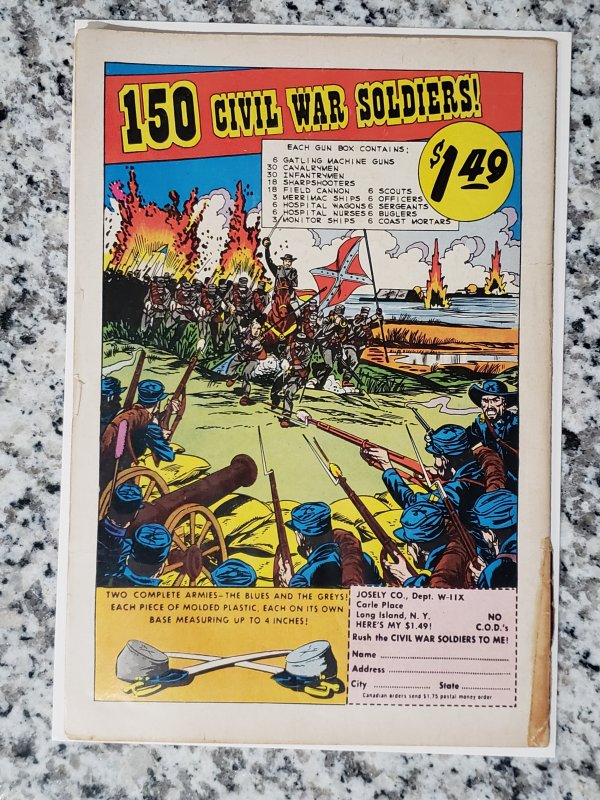 150 CIVIL WAR SOLDIERS!
$1.49
EACH GUN BOX CONTAINS:
6 GATLING MACHINE GUNS
30 CAVALRYMEN
30 INFANTRYMEN
18 SHARPSHOOTERS
18 FIELD CANNON 6 SCOUTS
3 MERRIMAC SHIPS 6 OFFICERS
6 HOSPITAL WAGONS 6 SERGEANTS
6 HOSPITAL NURSES 6 BUGLERS
3 MONITOR SHIPS 6 COAST MORTARS
TWO COMPLETE ARMIES—THE BLUES AND THE GREYS!
EACH PIECE OF MOLDED PLASTIC, EACH ON ITS OWN
BASE MEASURING UP TO 4 INCHES!
JOSELY CO., Dept. W-11X
Carle Place
Long Island, N. Y. NO
HERE'S MY $1.49! C.O.D.'s
Rush the CIVIL WAR SOLDIERS TO ME!
Name
Address
City State
Canadian orders send $1.75 postal money order